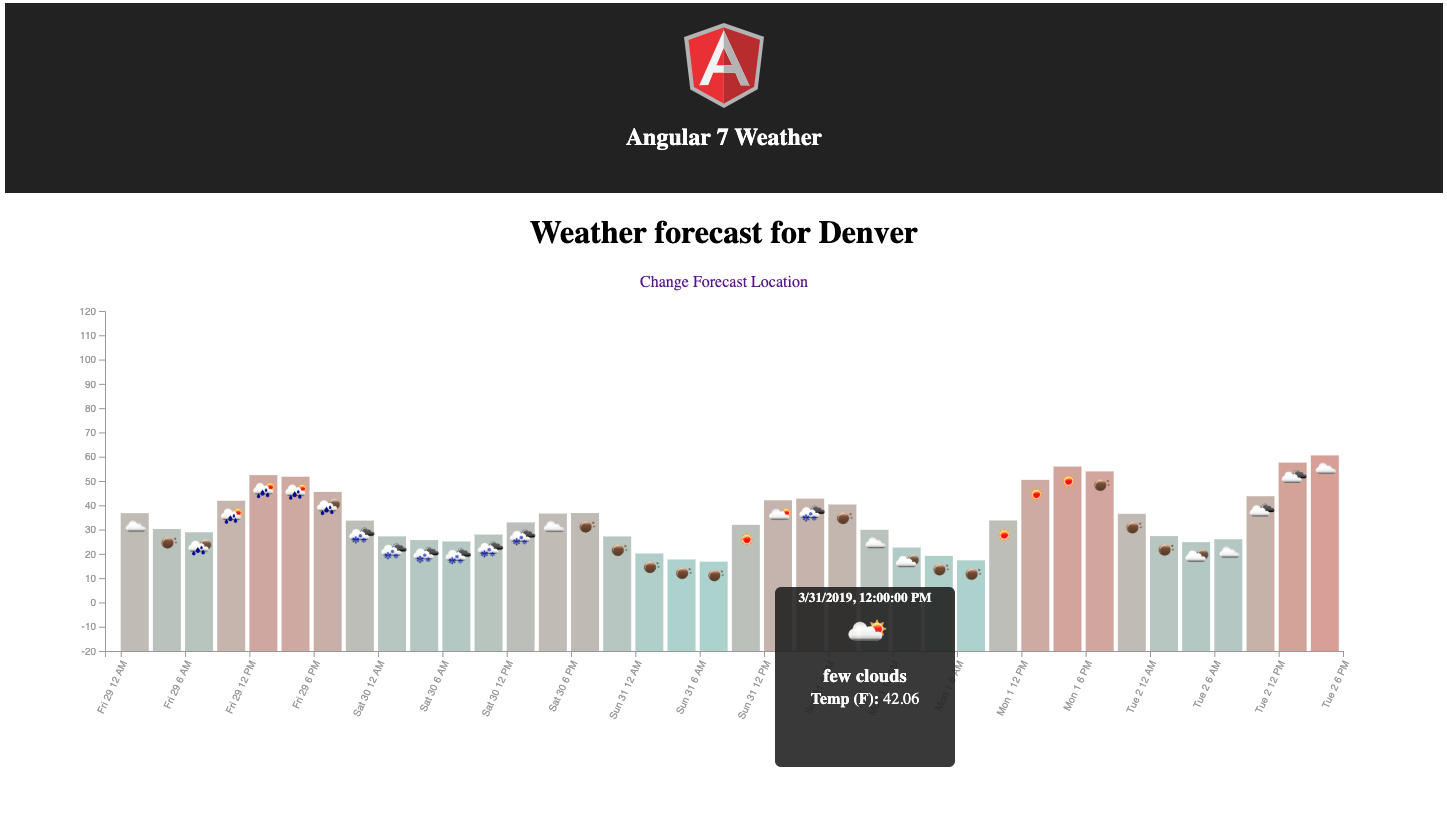 A
Angular 7 Weather
Weather forecast for Denver
Change Forecast Location
120
110
100
90
80
70
60
50
40
30
20
10
0
-10
-20
Fri 29 12 AM
Fri 29 6 AM
Fri 29 12 PM
Fri 29 6 PM
Sat 30 12 AM
Sat 30 6 AM
Sat 30 12 PM
Sat 30 6 PM
Sun 31 12 AM
Sun 31 6 AM
Sun 31 12 PM
Mon 1 12 PM
Mon 1 6 PM
Tue 2 12 AM
Tue 2 6 AM
Tue 2 12 PM
Tue 2 6 PM
3/31/2019, 12:00:00 PM
few clouds
Temp (F): 42.06